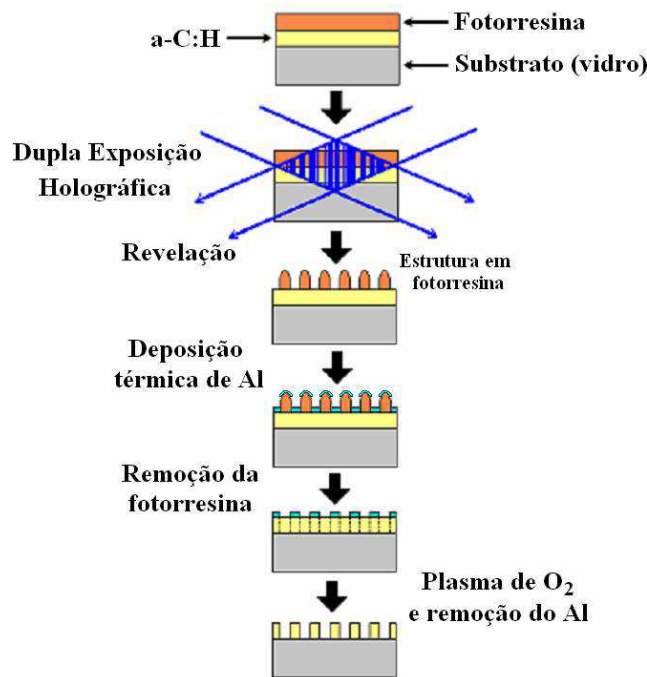 a-C:H
Fotorresina
Substrato (vidro)
Dupla Exposição
Holográfica
Revelação
Estrutura em
fotorresina
Deposição
térmica de Al
Remoção da
fotorresina
Plasma de O₂
e remoção do Al